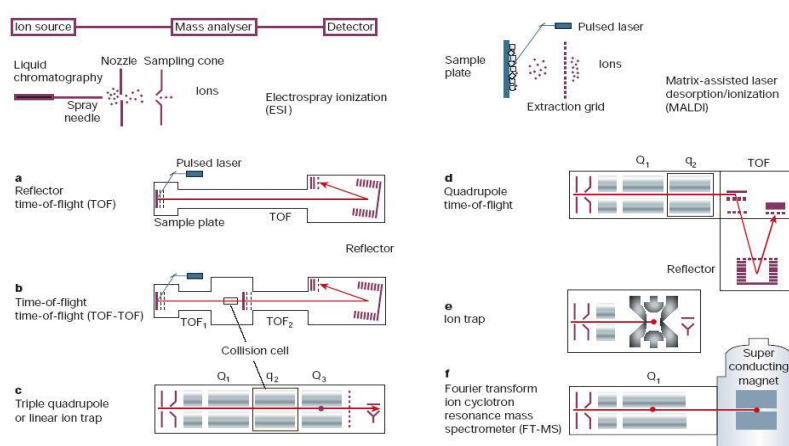 Ion source
Mass analyser
Detector
Liquid
chromatography
Nozzle
Sampling cone
Ions
Spray
needle
Electrospray ionization
(ESI)
Pulsed laser
Sample
plate
Ions
Extraction grid
Matrix-assisted laser
desorption/ionization
(MALDI)
a
Reflector
time-of-flight (TOF)
Pulsed laser
Sample plate
TOF
Reflector
b
Time-of-flight
time-of-flight (TOF-TOF)
TOF₁
TOF₂
Collision cell
c
Triple quadrupole
or linear ion trap
Q₁
q₂
Q₃
d
Quadrupole
time-of-flight
Q₁
q₂
TOF
Reflector
e
Ion trap
f
Fourier transform
ion cyclotron
resonance mass
spectrometer (FT-MS)
Q₁
Super
conducting
magnet